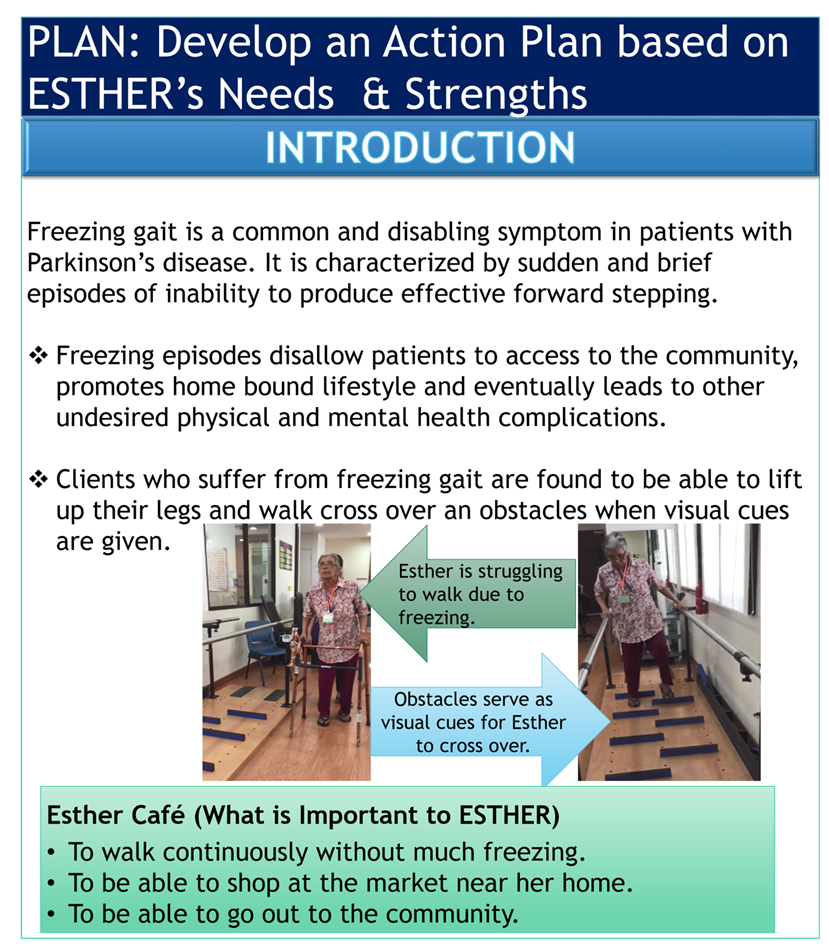 PLAN: Develop an Action Plan based on
ESTHER’s Needs & Strengths
INTRODUCTION
Freezing gait is a common and disabling symptom in patients with
Parkinson’s disease. It is characterized by sudden and brief
episodes of inability to produce effective forward stepping.
❖ Freezing episodes disallow patients to access to the community,
promotes home bound lifestyle and eventually leads to other
undesired physical and mental health complications.
❖ Clients who suffer from freezing gait are found to be able to lift
up their legs and walk cross over an obstacles when visual cues
are given.
Esther is struggling
to walk due to
freezing.
Obstacles serve as
visual cues for Esther
to cross over.
Esther Café (What is Important to ESTHER)
• To walk continuously without much freezing.
• To be able to shop at the market near her home.
• To be able to go out to the community.